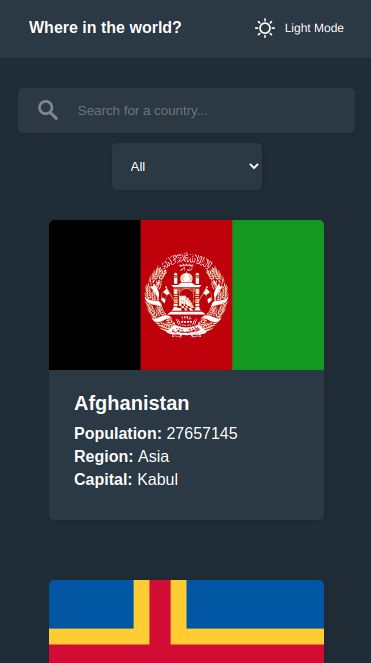 Where in the world?
Light Mode
Search for a country...
All
Afghanistan
Population: 27657145
Region: Asia
Capital: Kabul